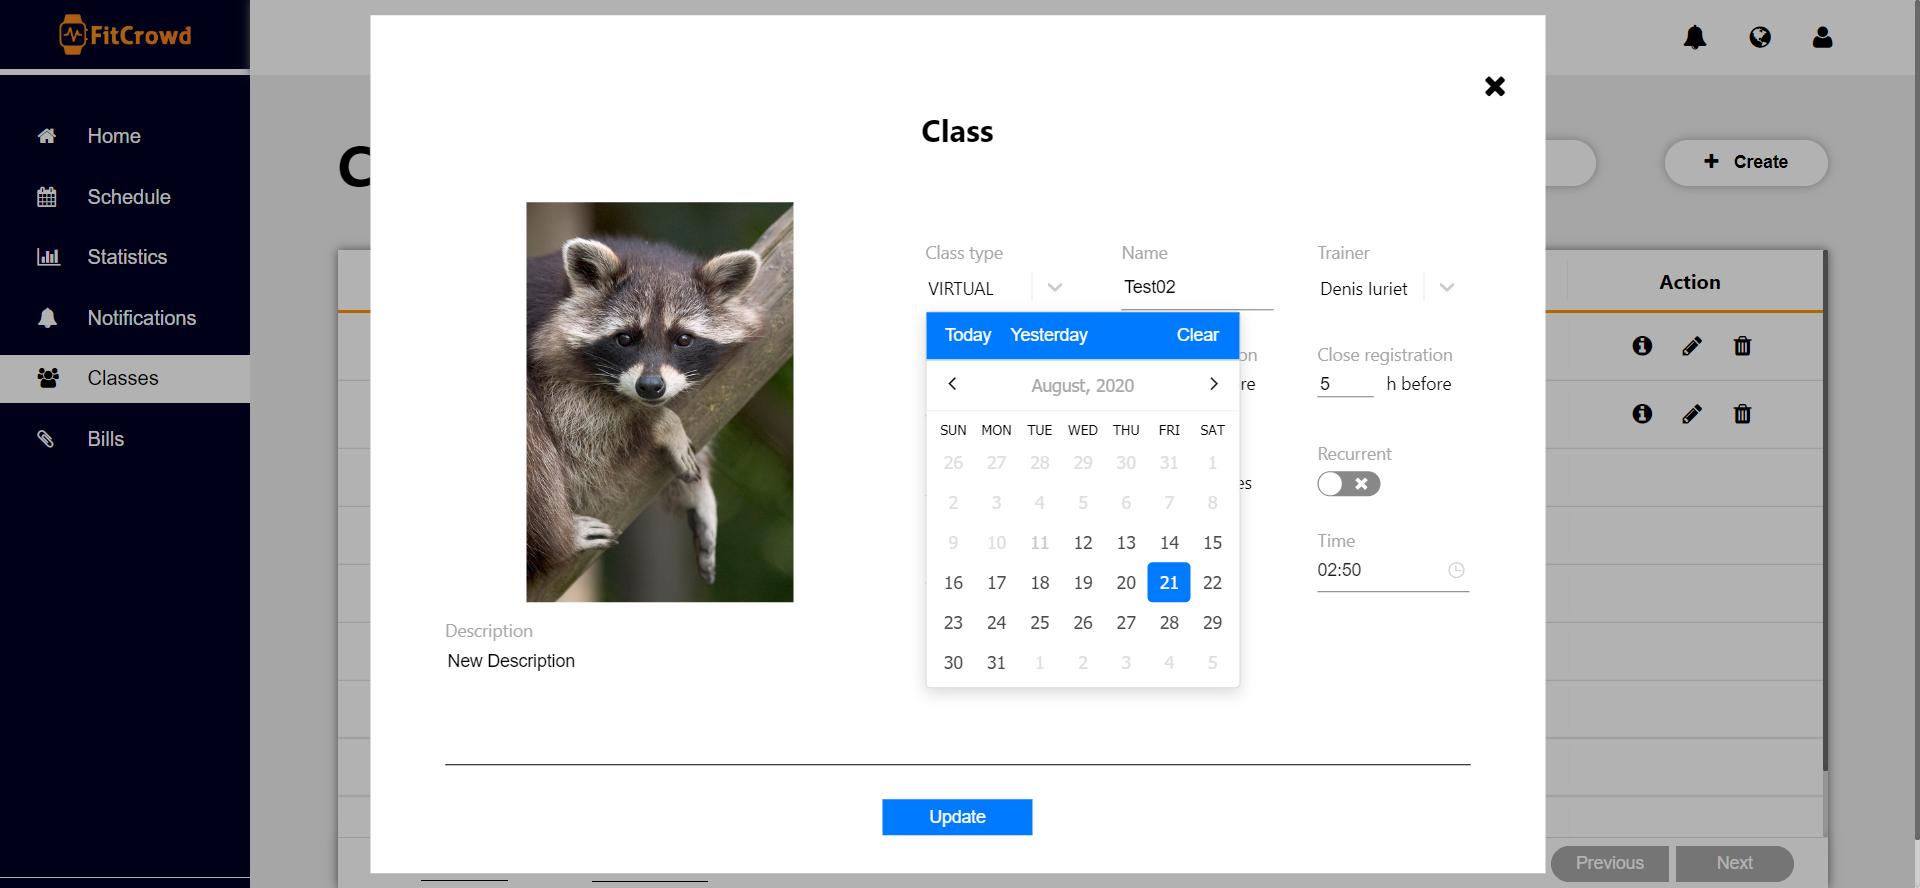 FitCrowd
Home
Schedule
Statistics
Notifications
Classes
Bills
C
Create
Action
Class
Class type
VIRTUAL
Name
Test02
Trainer
Denis Iuriet
Today Yesterday Clear
on
re
Close registration
5 h before
August, 2020
SUN MON TUE WED THU FRI SAT
26 27 28 29 30 31 1
2 3 4 5 6 7 8
9 10 11 12 13 14 15
16 17 18 19 20 21 22
23 24 25 26 27 28 29
30 31 1 2 3 4 5
es
Recurrent
Time
02:50
Description
New Description
Update
Previous
Next